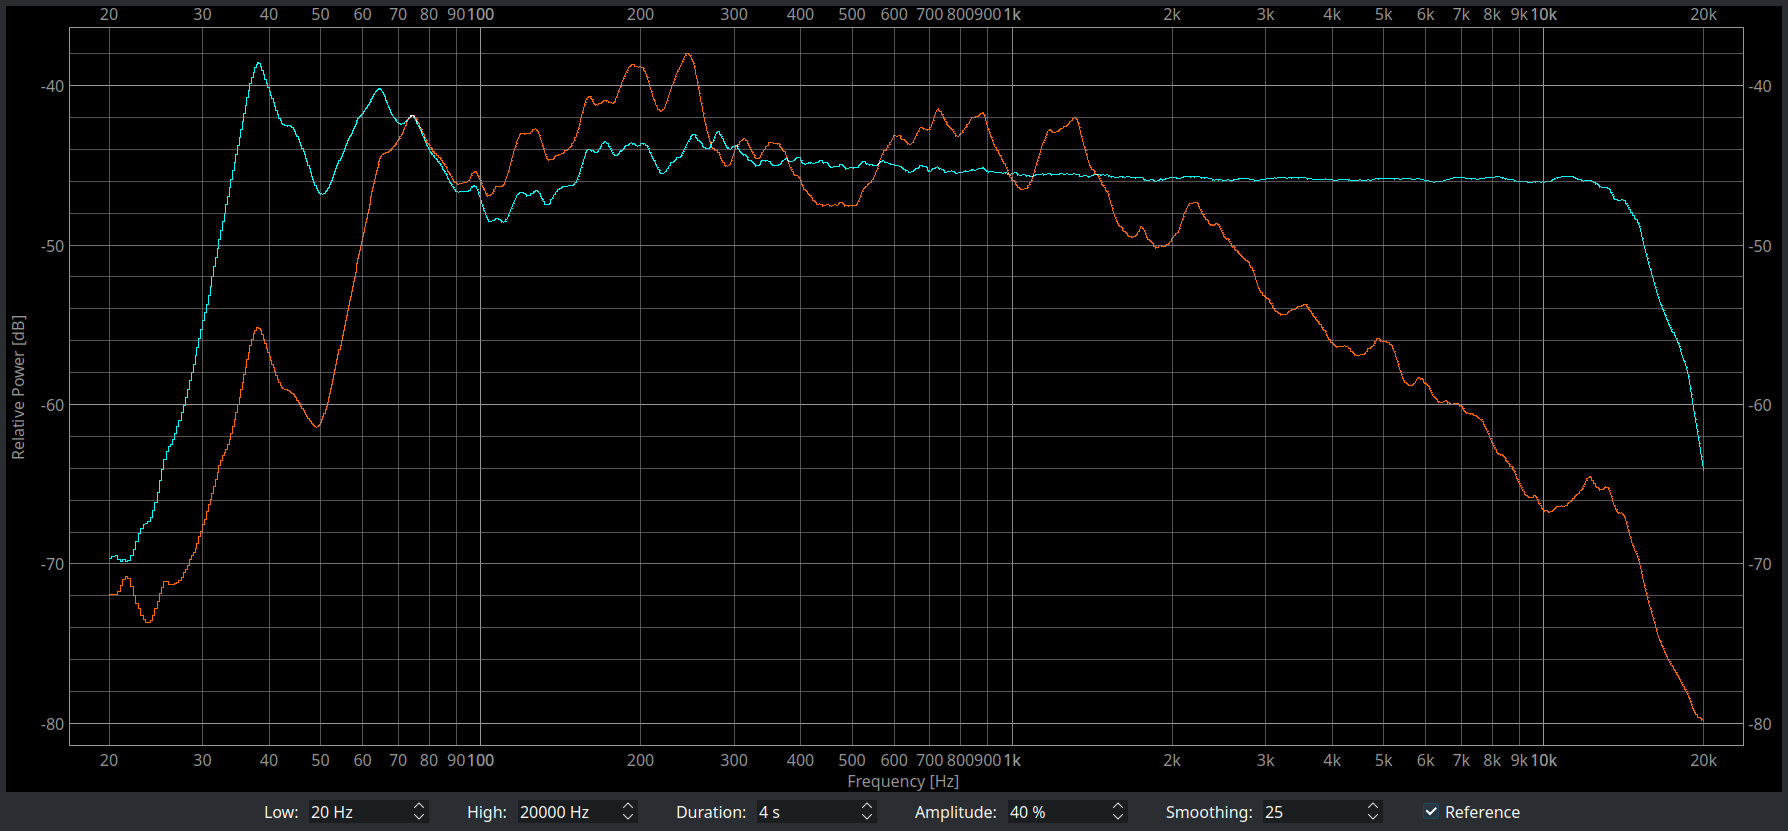 20 30 40 50 60 70 80 90 100 200 300 400 500 600 700 800 900 1k 2k 3k 4k 5k 6k 7k 8k 9k 10k 20k
-40 -40
-50 -50
-60 -60
-70 -70
-80 -80
Relative Power [dB]
20 30 40 50 60 70 80 90 100 200 300 400 500 600 700 800 900 1k 2k 3k 4k 5k 6k 7k 8k 9k 10k 20k
Frequency [Hz]
Low: 20 Hz High: 20000 Hz Duration: 4 s Amplitude: 40 % Smoothing: 25 Reference